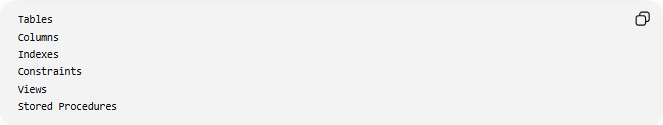 Tables
Columns
Indexes
Constraints
Views
Stored Procedures